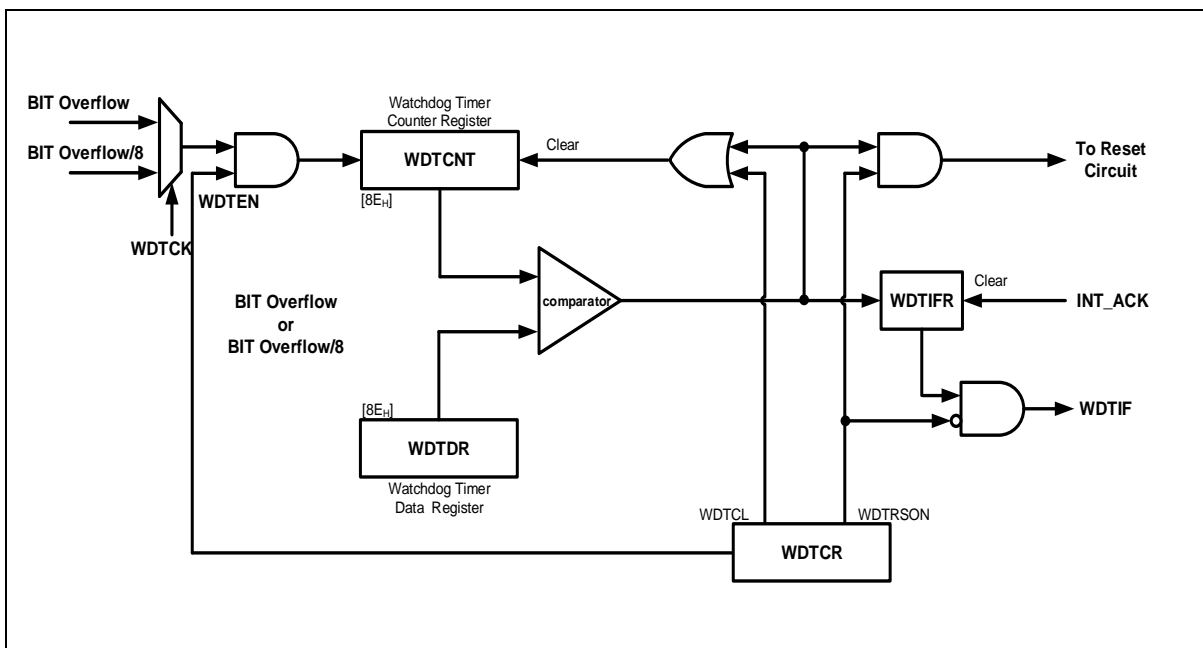 BIT Overflow
BIT Overflow/8
WDTCK
WDTEN
Watchdog Timer
Counter Register
WDTCNT
[8EH]
Clear
To Reset
Circuit
comparator
BIT Overflow
or
BIT Overflow/8
WDTIFR
Clear
INT_ACK
WDTIF
[8EH]
WDTDR
Watchdog Timer
Data Register
WDTCL
WDTRSON
WDTCR